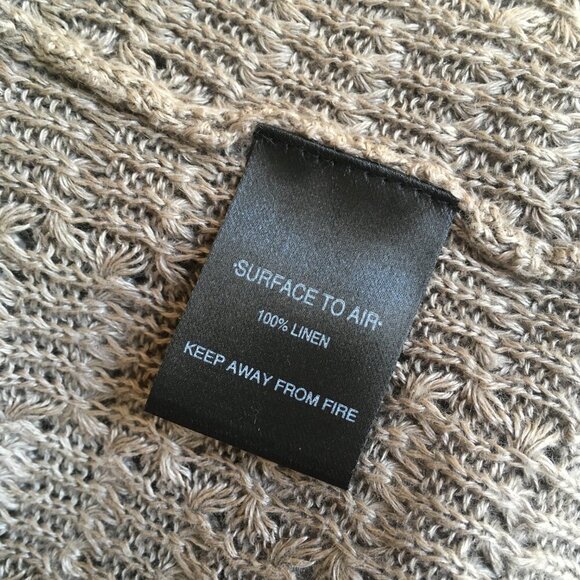 ·SURFACE TO AIR·
100% LINEN
KEEP AWAY FROM FIRE